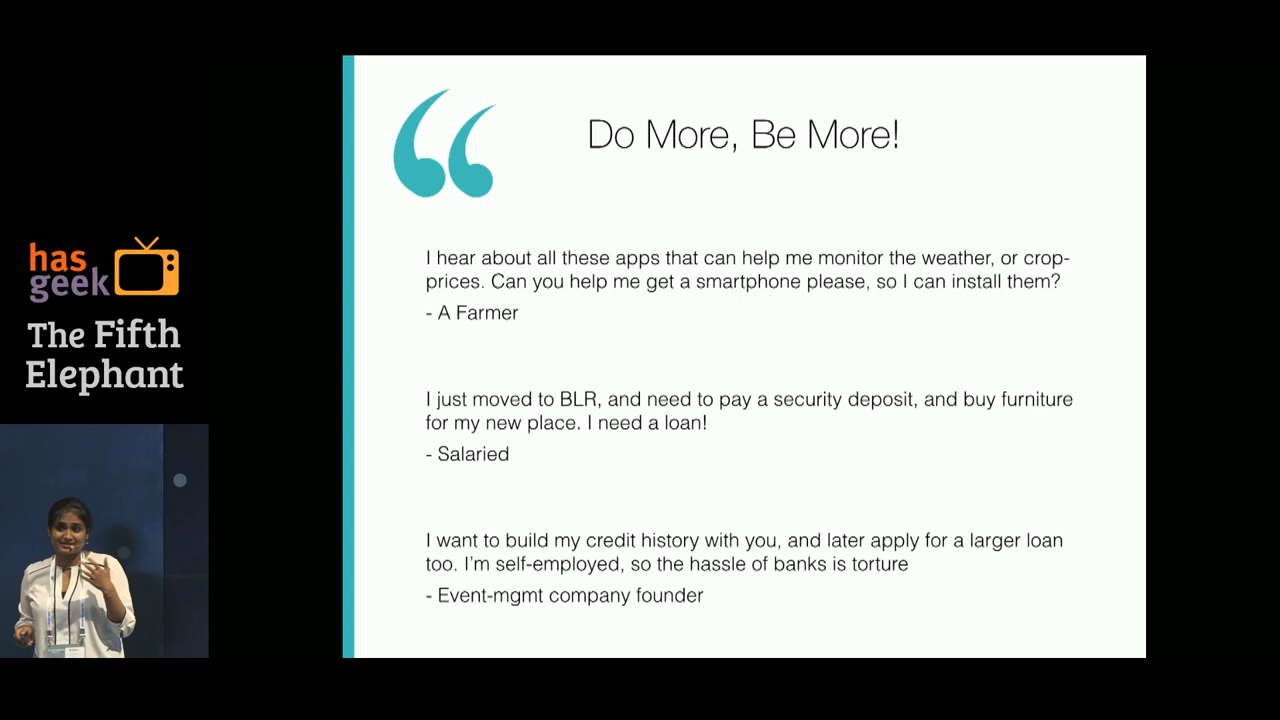 has
geek
The Fifth
Elephant
Do More, Be More!
I hear about all these apps that can help me monitor the weather, or crop-
prices. Can you help me get a smartphone please, so I can install them?
- A Farmer
I just moved to BLR, and need to pay a security deposit, and buy furniture
for my new place. I need a loan!
- Salaried
I want to build my credit history with you, and later apply for a larger loan
too. I'm self-employed, so the hassle of banks is torture
- Event-mgmt company founder